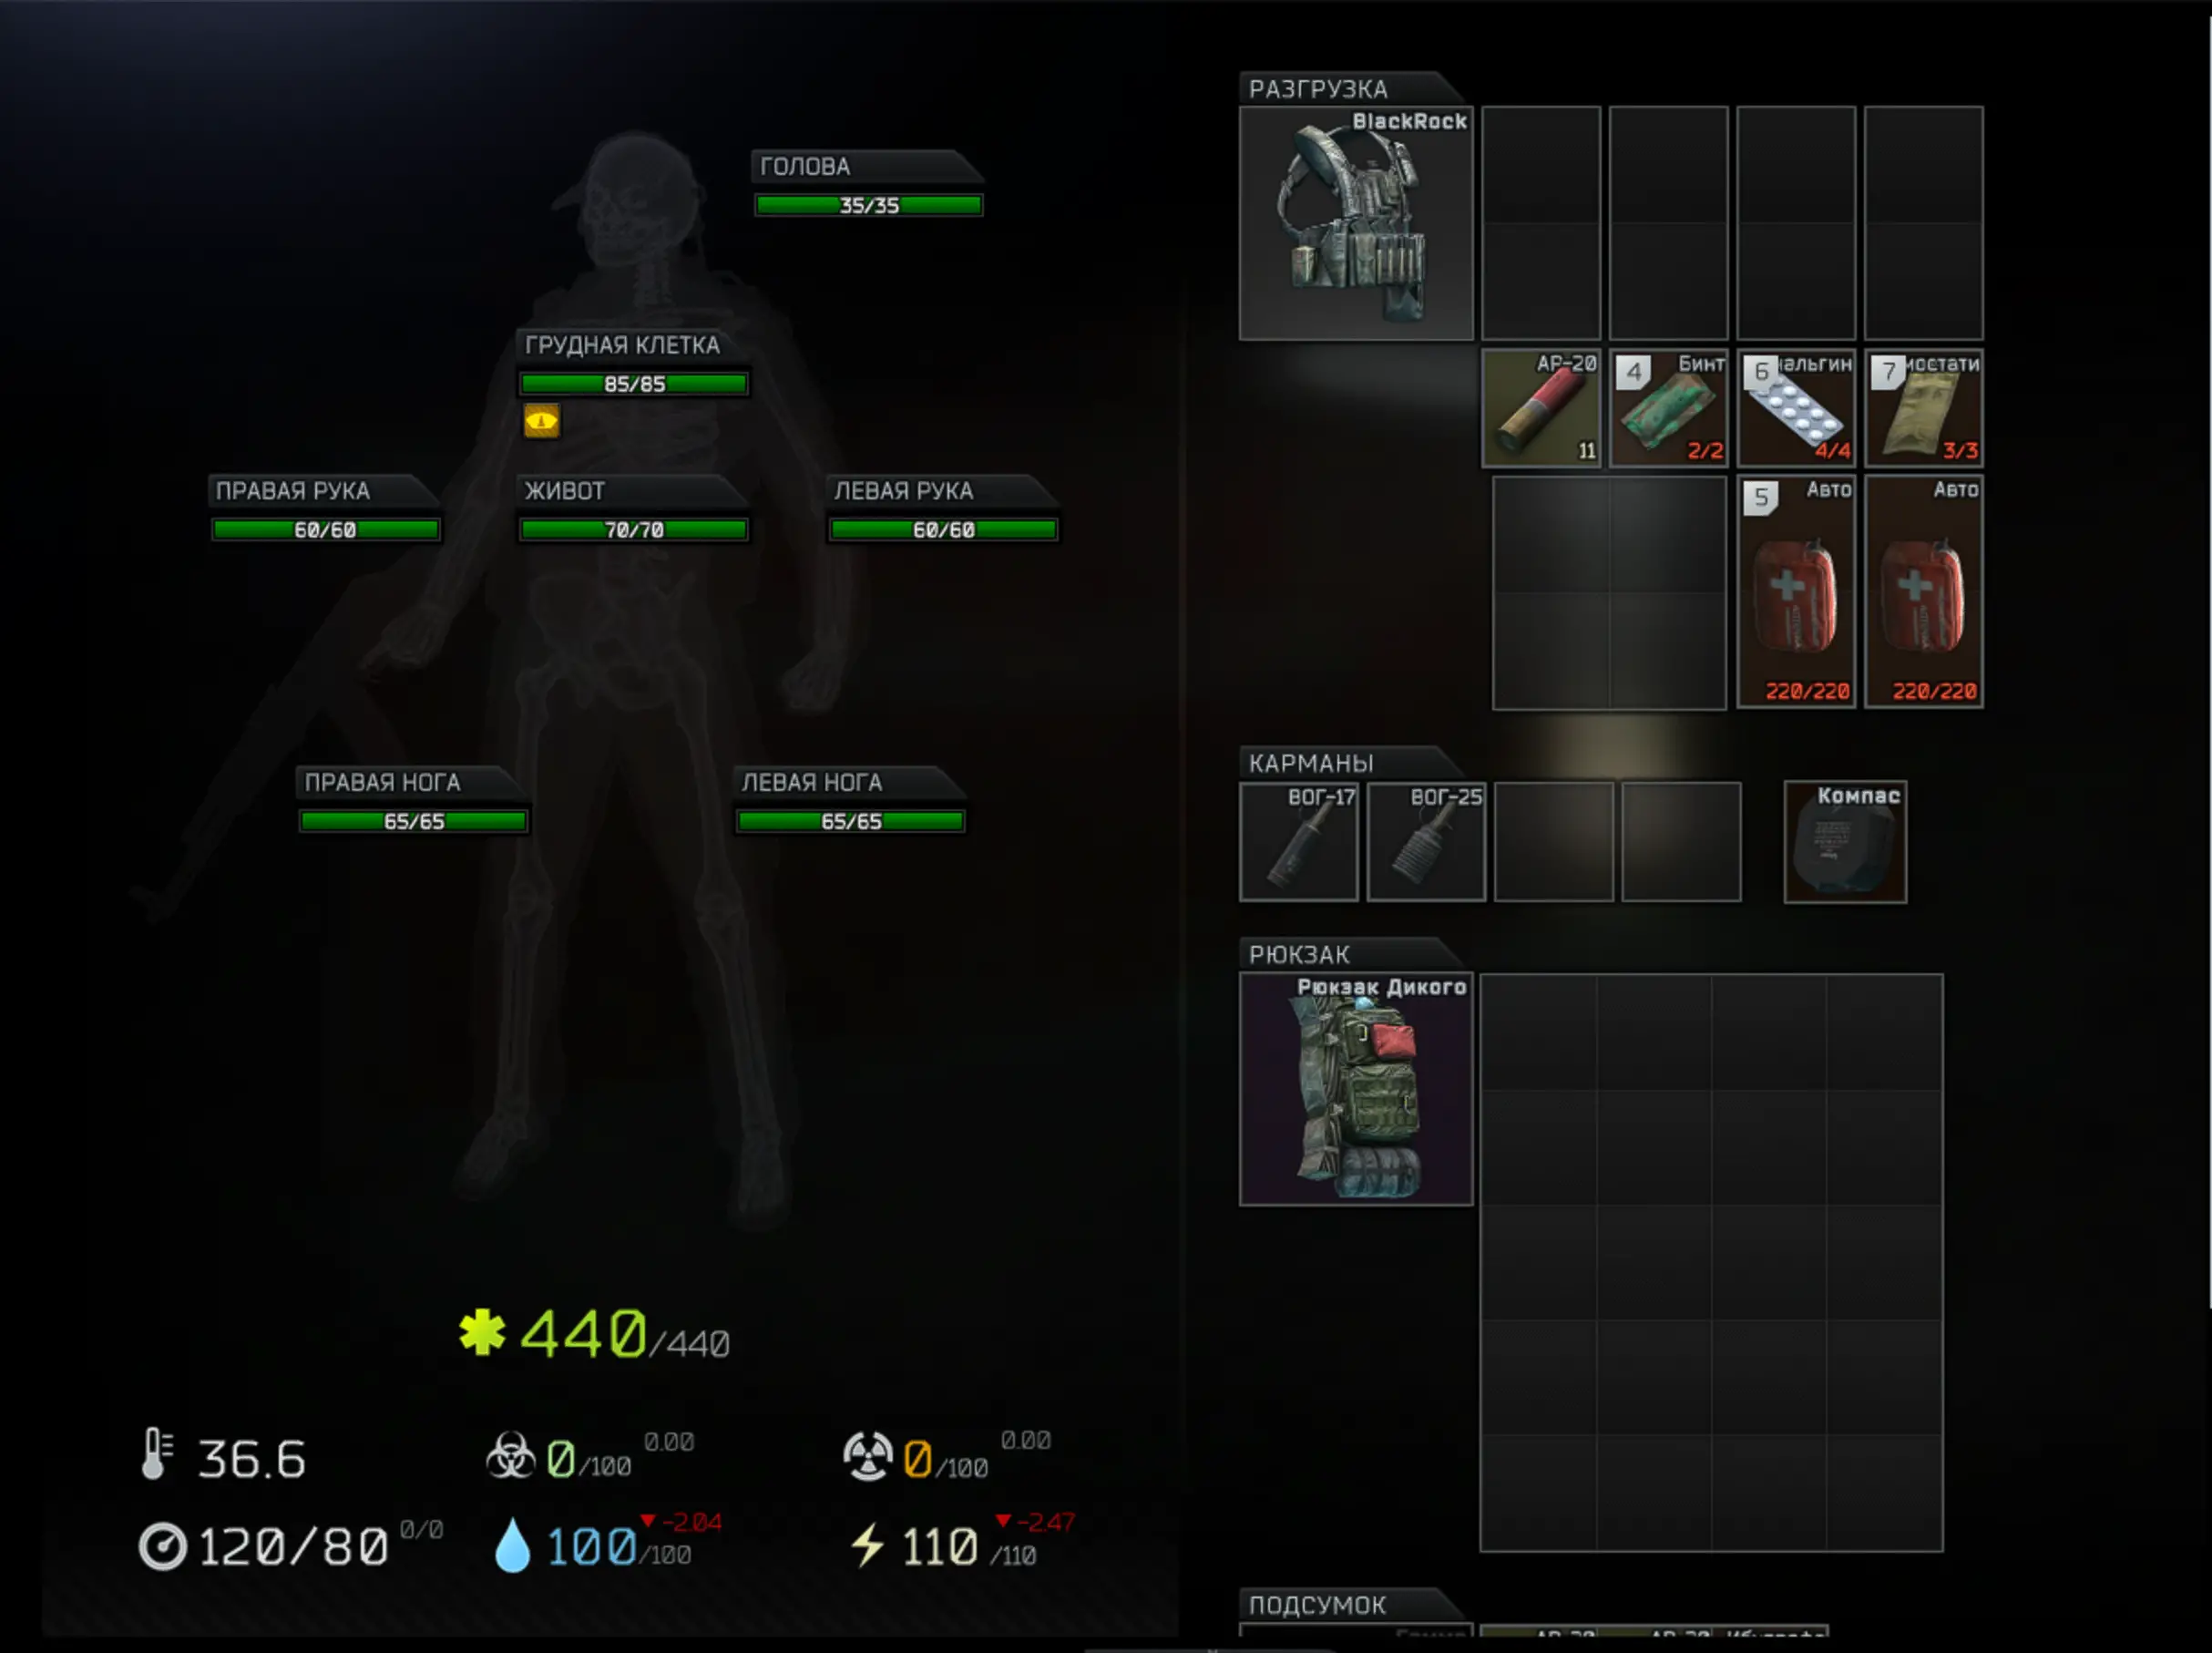 ГОЛОВА
35/35
ГРУДНАЯ КЛЕТКА
85/85
ПРАВАЯ РУКА
60/60
ЖИВОТ
70/70
ЛЕВАЯ РУКА
60/60
ПРАВАЯ НОГА
65/65
ЛЕВАЯ НОГА
65/65
440/440
36.6
0/100 0.00
0/100 0.00
120/80 0/0
100/100 -2.04
110/110 -2.47
РАЗГРУЗКА
BlackRock
АР-20
11
4 Бинт
2/2
6 нальгин
4/4
7 мостати
3/3
5 Авто
220/220
Авто
220/220
КАРМАНЫ
ВОГ-17
ВОГ-25
Компас
РЮКЗАК
Рюкзак Дикого
ПОДСУМОК